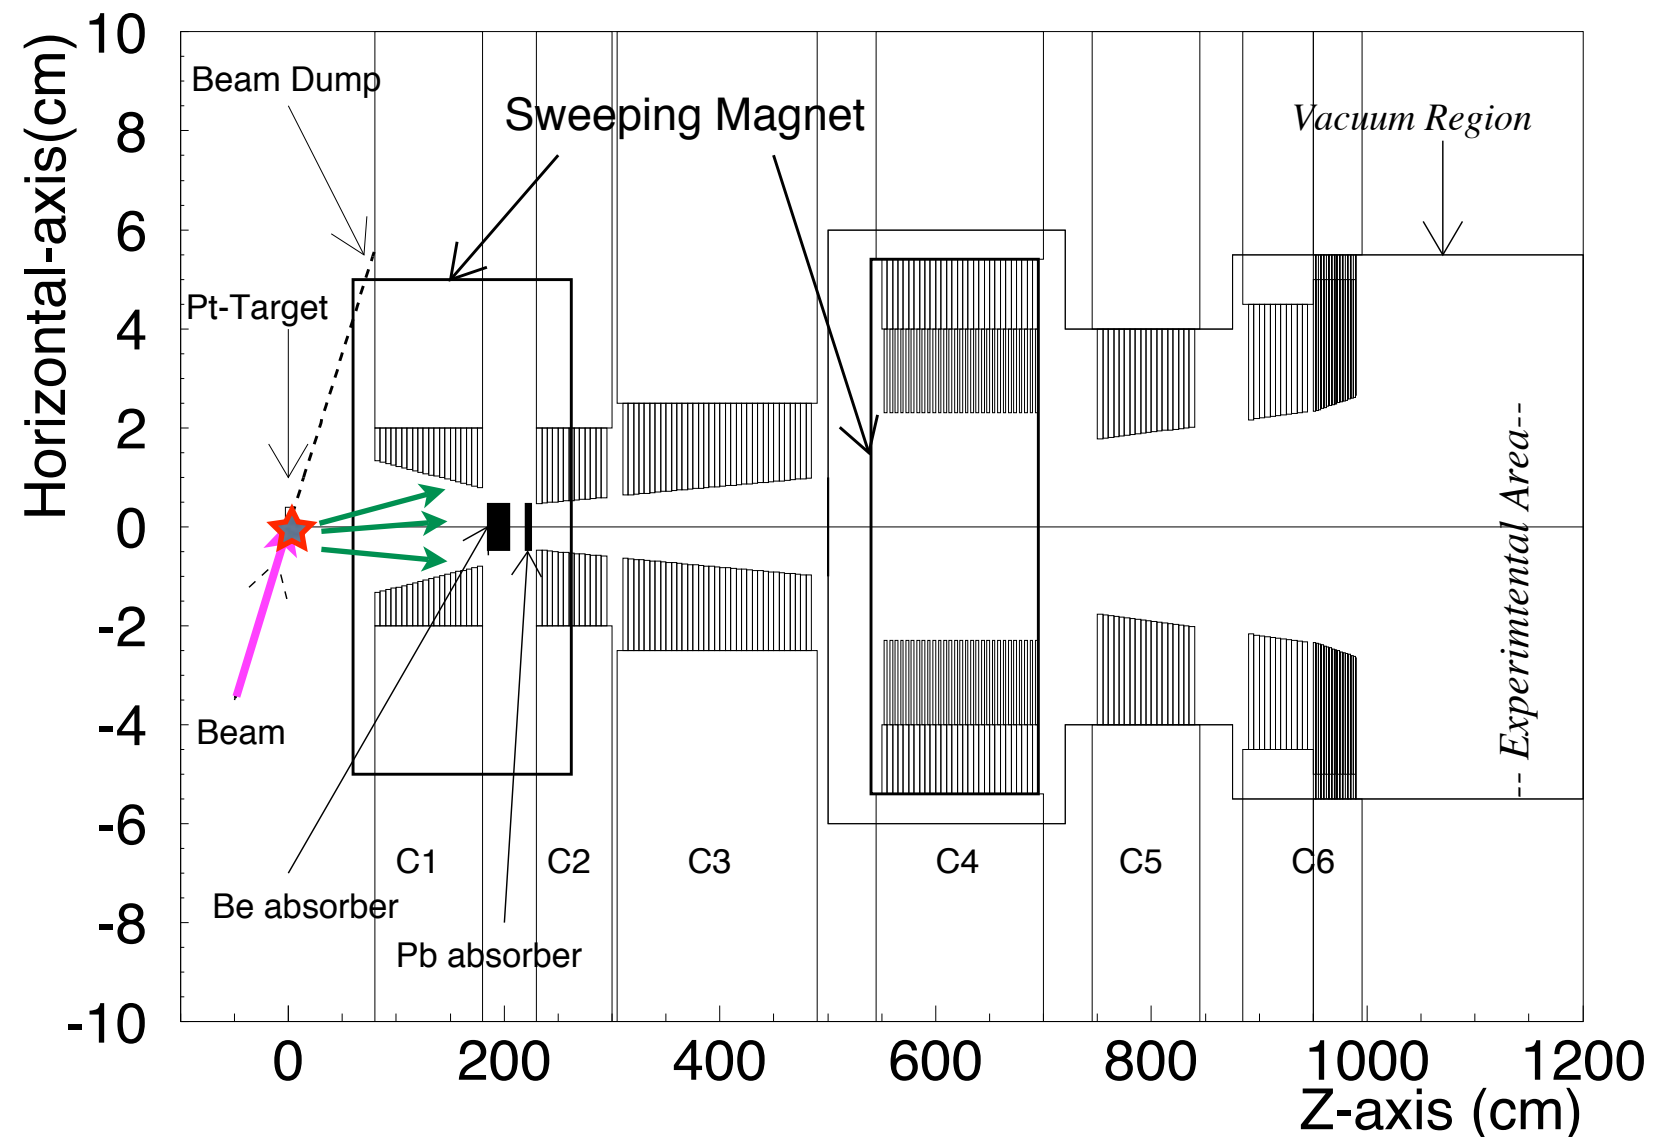 10
8
6
4
2
0
-2
-4
-6
-8
-10
Horizontal-axis(cm)
Beam Dump
Sweeping Magnet
Vacuum Region
Pt-Target
Beam
Be absorber
Pb absorber
C1
C2
C3
C4
C5
C6
-- Experimtental Area--
0
200
400
600
800
1000
1200
Z-axis (cm)